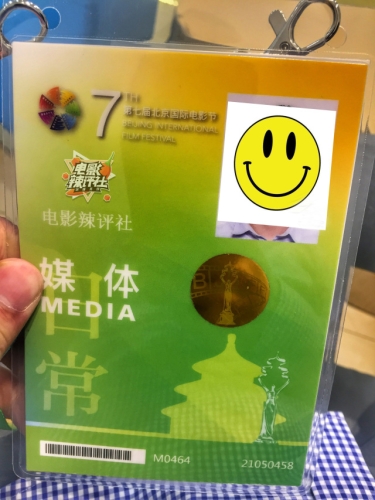 7TH
第七届北京国际电影节
BEIJING INTERNATIONAL
FILM FESTIVAL
电影
辣评社
电影辣评社
媒体
MEDIA
日常
M0464
21050458